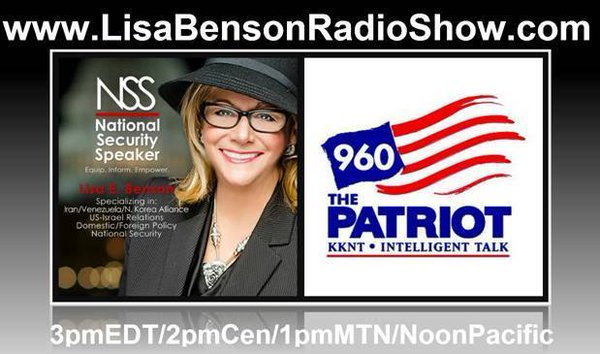 www.LisaBensonRadioShow.com
NSS
National
Security
Speaker
Equip. Inform. Empower.
Lisa E. Benson
Specializing in:
Iran/Venezuela/N. Korea Alliance
US-Israel Relations
Domestic/Foreign Policy
National Security
960
THE
PATRIOT
KKNT • INTELLIGENT TALK
3pmEDT/2pmCen/1pmMTN/NoonPacific